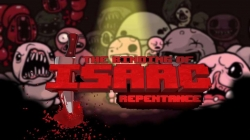 THE BINDING OF
ISAAC
REPENTANCE